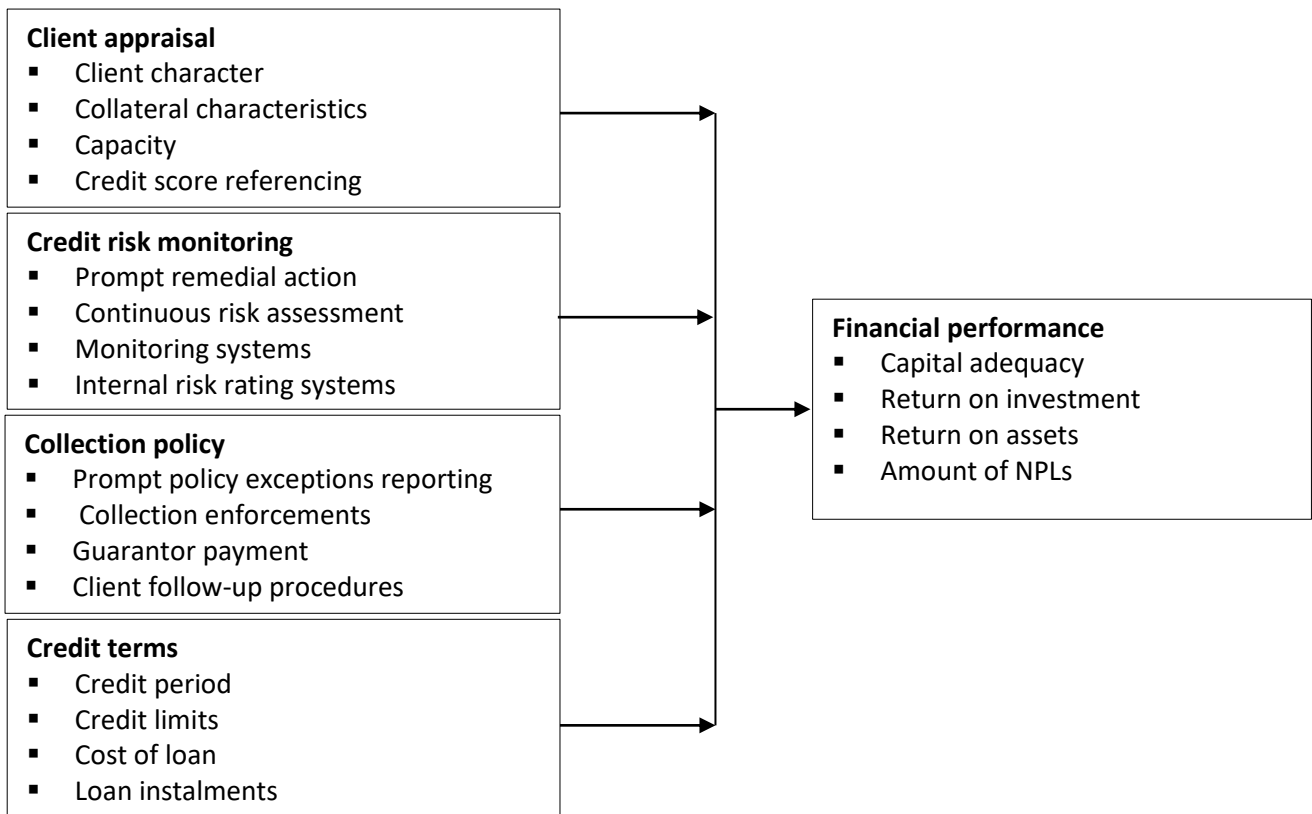 Client appraisal
▪ Client character
▪ Collateral characteristics
▪ Capacity
▪ Credit score referencing
Credit risk monitoring
▪ Prompt remedial action
▪ Continuous risk assessment
▪ Monitoring systems
▪ Internal risk rating systems
Collection policy
▪ Prompt policy exceptions reporting
▪ Collection enforcements
▪ Guarantor payment
▪ Client follow-up procedures
Credit terms
▪ Credit period
▪ Credit limits
▪ Cost of loan
▪ Loan instalments
Financial performance
▪ Capital adequacy
▪ Return on investment
▪ Return on assets
▪ Amount of NPLs